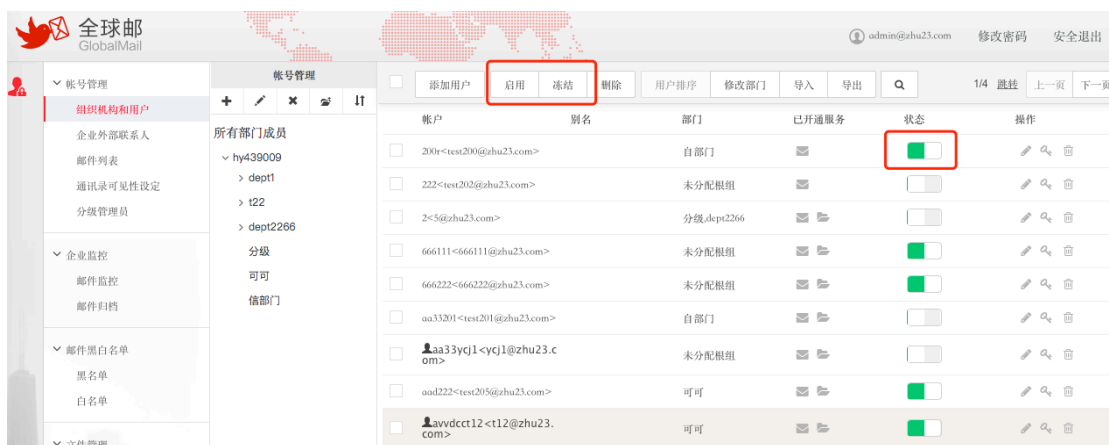 全球邮
GlobalMail
admin@zhu23.com 修改密码 安全退出
帐号管理
组织机构和用户
企业外部联系人
邮件列表
通讯录可见性设定
分级管理员
企业监控
邮件监控
邮件归档
邮件黑白名单
黑名单
白名单
文件管理
帐号管理
所有部门成员
hy439009
dept1
t22
dept2266
分级
可可
信部门
添加用户 启用 冻结 删除 用户排序 修改部门 导入 导出 1/4 跳转 上一页 下一页
帐户 别名 部门 已开通服务 状态 操作
200r<test200@zhu23.com> 自部门
222<test202@zhu23.com> 未分配根组
2<5@zhu23.com> 分级,dept2266
666111<666111@zhu23.com> 未分配根组
666222<666222@zhu23.com> 未分配根组
aa33201<test201@zhu23.com> 自部门
aa33ycj1<ycj1@zhu23.c
om> 未分配根组
aad222<test205@zhu23.com> 可可
avvdcct12<t12@zhu23.
com> 可可